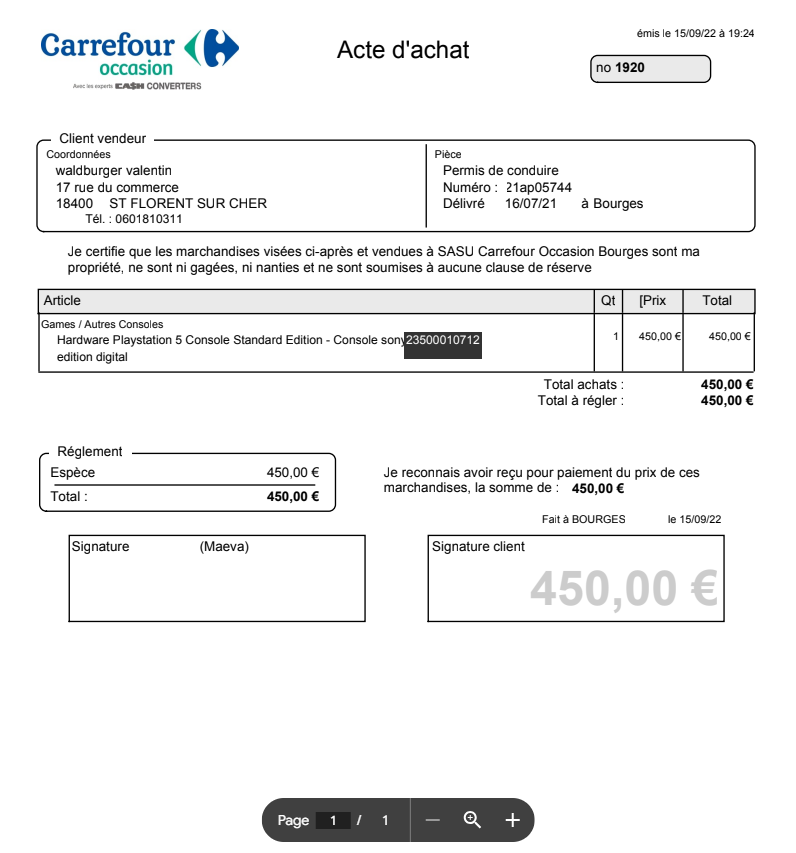 Carrefour
occasion
Avec les experts CASH CONVERTERS
Acte d'achat
émis le 15/09/22 à 19:24
no 1920
Client vendeur
Coordonnées
waldburger valentin
17 rue du commerce
18400 ST FLORENT SUR CHER
Tél. : 0601810311
Pièce
Permis de conduire
Numéro : 21ap05744
Délivré 16/07/21 à Bourges
Je certifie que les marchandises visées ci-après et vendues à SASU Carrefour Occasion Bourges sont ma
propriété, ne sont ni gagées, ni nanties et ne sont soumises à aucune clause de réserve
Article Qt [Prix Total
Games / Autres Consoles
Hardware Playstation 5 Console Standard Edition - Console sony 23500010712 1 450,00 € 450,00 €
edition digital
Total achats : 450,00 €
Total à régler : 450,00 €
Réglement
Espèce 450,00 €
Total : 450,00 €
Je reconnais avoir reçu pour paiement du prix de ces
marchandises, la somme de : 450,00 €
Fait à BOURGES le 15/09/22
Signature (Maeva)
Signature client
450,00 €
Page 1 / 1